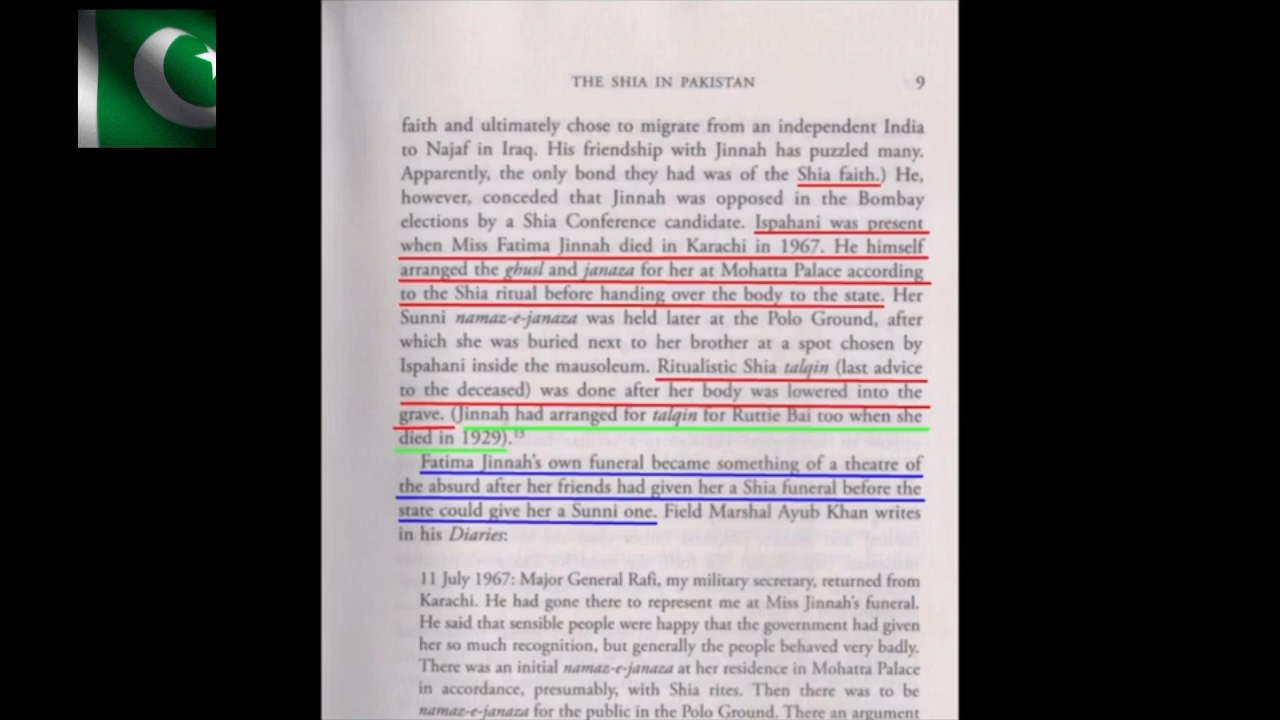 THE SHIA IN PAKISTAN 9
faith and ultimately chose to migrate from an independent India
to Najaf in Iraq. His friendship with Jinnah has puzzled many.
Apparently, the only bond they had was of the Shia faith.) He,
however, conceded that Jinnah was opposed in the Bombay
elections by a Shia Conference candidate. Ispahani was present
when Miss Fatima Jinnah died in Karachi in 1967. He himself
arranged the ghusl and janaza for her at Mohatta Palace according
to the Shia ritual before handing over the body to the state. Her
Sunni namaz-e-janaza was held later at the Polo Ground, after
which she was buried next to her brother at a spot chosen by
Ispahani inside the mausoleum. Ritualistic Shia talqin (last advice
to the deceased) was done after her body was lowered into the
grave. (Jinnah had arranged for talqin for Ruttie Bai too when she
died in 1929).¹³
Fatima Jinnah's own funeral became something of a theatre of
the absurd after her friends had given her a Shia funeral before the
state could give her a Sunni one. Field Marshal Ayub Khan writes
in his Diaries:
11 July 1967: Major General Rafi, my military secretary, returned from
Karachi. He had gone there to represent me at Miss Jinnah's funeral.
He said that sensible people were happy that the government had given
her so much recognition, but generally the people behaved very badly.
There was an initial namaz-e-janaza at her residence in Mohatta Palace
in accordance, presumably, with Shia rites. Then there was to be
namaz-e-janaza for the public in the Polo Ground. There an argument